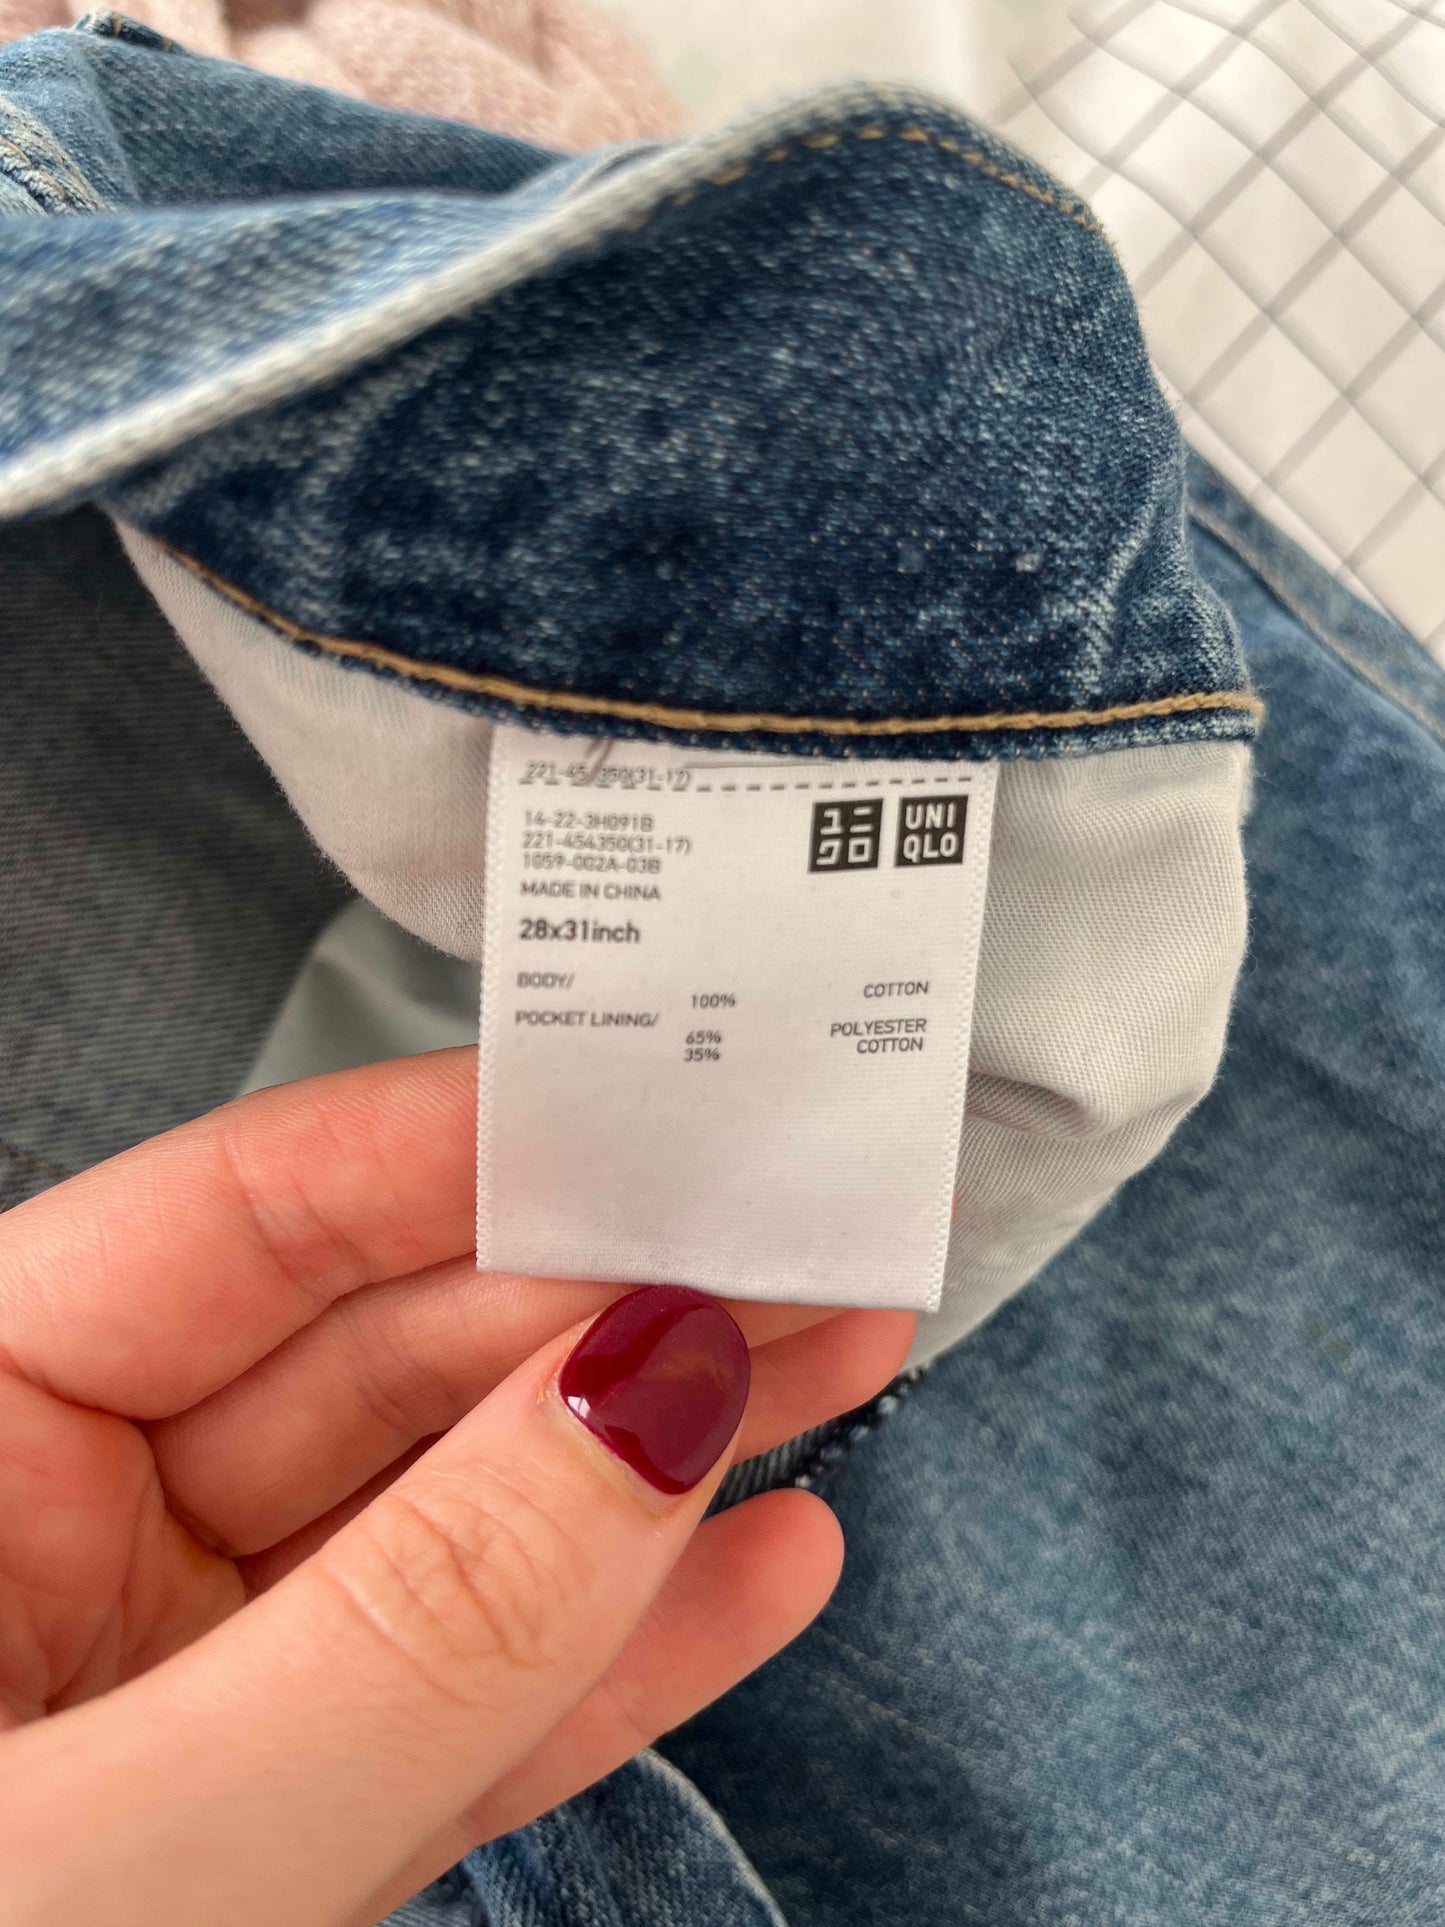 221-454350(31-17)
14-22-3H091B
221-454350(31-17)
1059-002A-03B
MADE IN CHINA
ユニ
クロ
UNI
QLO
28x31inch
BODY/
100% COTTON
POCKET LINING/
65% POLYESTER
35% COTTON